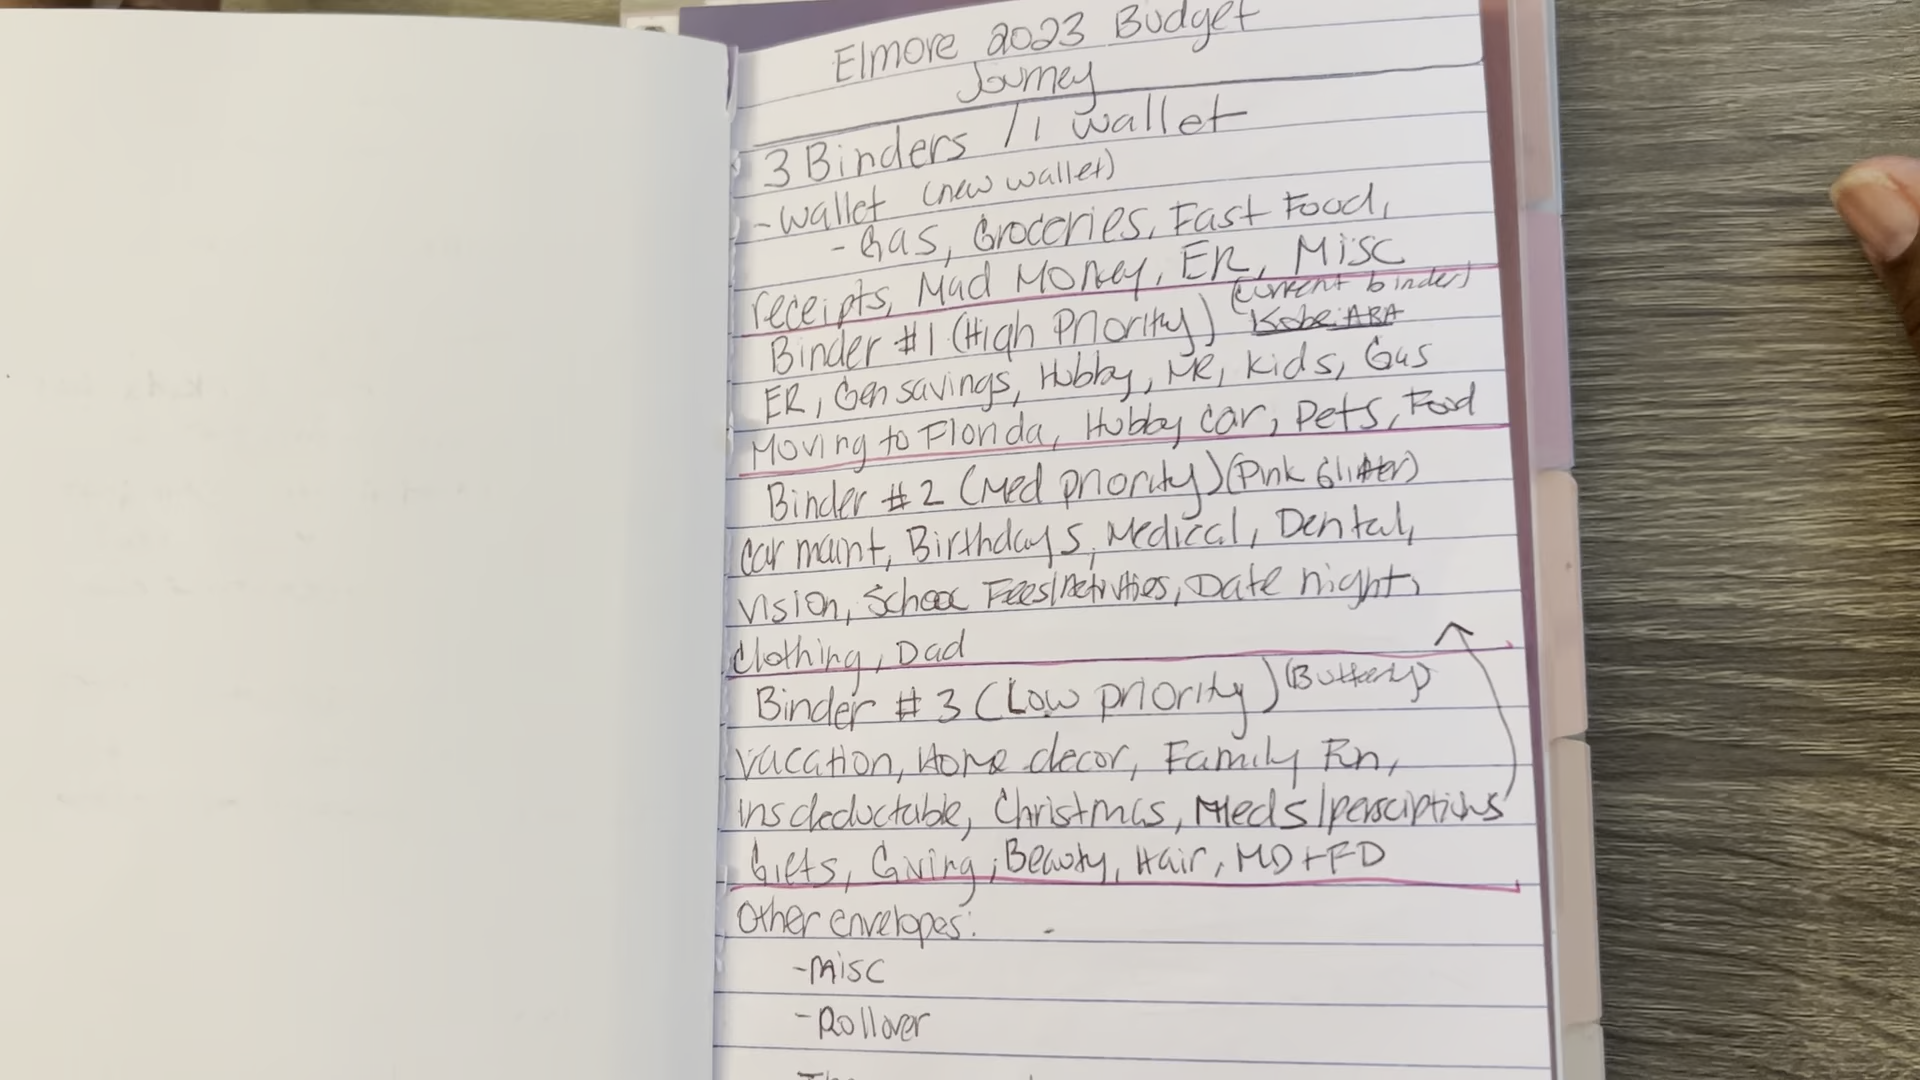 Elmore 2023 Budget
Journey
3 Binders / 1 wallet
- wallet (new wallet)
- Gas, Groceries, Fast Food,
receipts, Mad Money, ER, Misc
Binder #1 (High Priority) (current binder)
Kobe ABA
ER, Gen savings, Hubby, MR, Kids, Gas
Moving to Florida, Hubby car, Pets, Food
Binder #2 (Med priority) (Pink Glitter)
Car maint, Birthdays, Medical, Dental,
vision, School Fees/Activities, Date night,
Clothing, Dad
Binder #3 (Low priority) (Butterfly)
vacation, Home decor, Family Fun,
ins deductable, Christmas, Meds/persciptions
Gifts, Giving, Beauty, Hair, MD+FD
Other envelopes:
-Misc
-Rollover